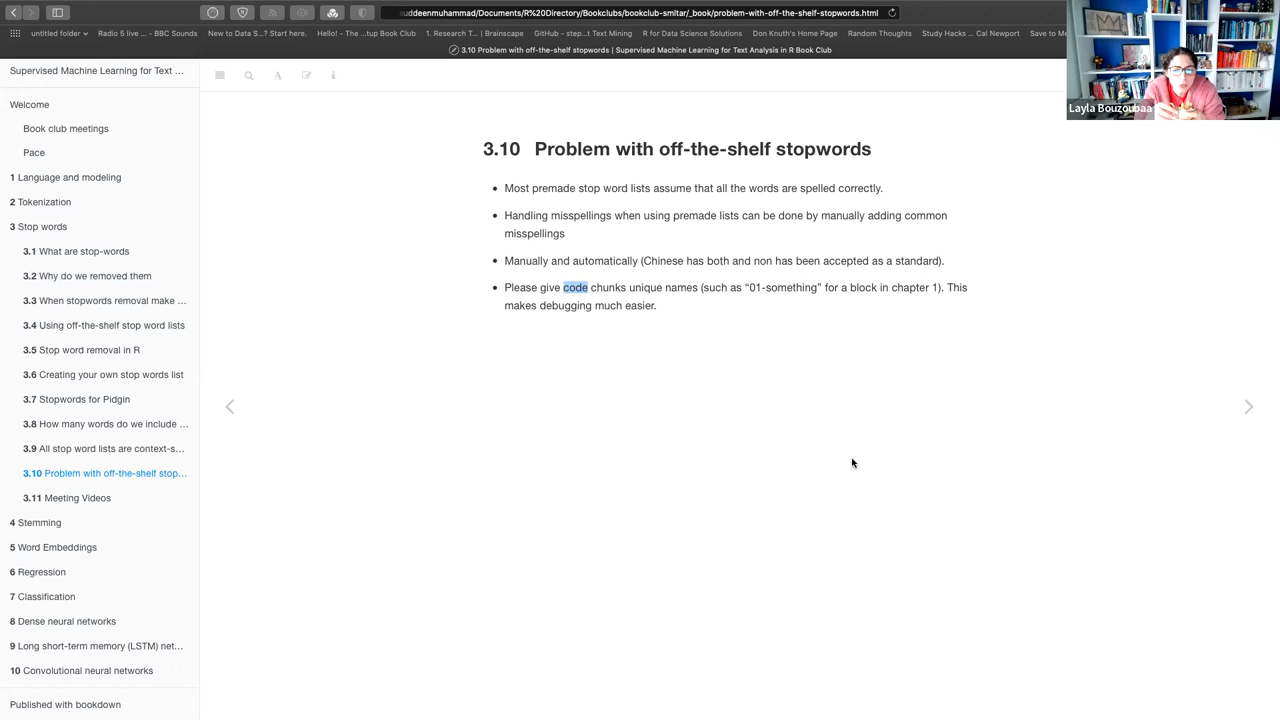 suddeenmuhammad/Documents/R%20Directory/Bookclubs/bookclub-smltar/_book/problem-with-off-the-shelf-stopwords.html
untitled folder
Radio 5 live ... – BBC Sounds
New to Data S...? Start here.
Hello! - The ...tup Book Club
1. Research T... | Brainscape
GitHub - step...t Text Mining
R for Data Science Solutions
Don Knuth's Home Page
Random Thoughts
Study Hacks ... Cal Newport
Save to Me
3.10 Problem with off-the-shelf stopwords | Supervised Machine Learning for Text Analysis in R Book Club
Layla Bouzoubaa
Supervised Machine Learning for Text ...
Welcome
Book club meetings
Pace
1 Language and modeling
2 Tokenization
3 Stop words
3.1 What are stop-words
3.2 Why do we removed them
3.3 When stopwords removal make ...
3.4 Using off-the-shelf stop word lists
3.5 Stop word removal in R
3.6 Creating your own stop words list
3.7 Stopwords for Pidgin
3.8 How many words do we include ...
3.9 All stop word lists are context-s...
3.10 Problem with off-the-shelf stop...
3.11 Meeting Videos
4 Stemming
5 Word Embeddings
6 Regression
7 Classification
8 Dense neural networks
9 Long short-term memory (LSTM) net...
10 Convolutional neural networks
Published with bookdown
A
i
3.10 Problem with off-the-shelf stopwords
• Most premade stop word lists assume that all the words are spelled correctly.
• Handling misspellings when using premade lists can be done by manually adding common
misspellings
• Manually and automatically (Chinese has both and non has been accepted as a standard).
• Please give code chunks unique names (such as “01-something” for a block in chapter 1). This
makes debugging much easier.